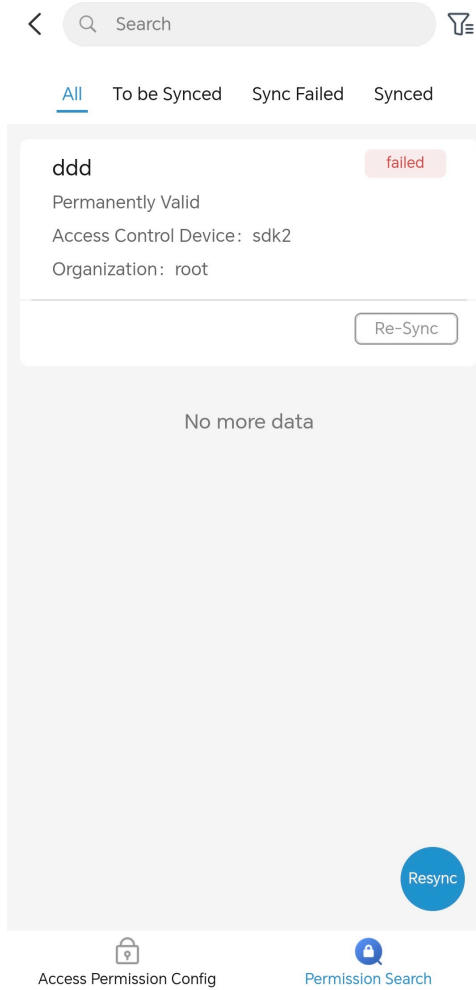 Search
All To be Synced Sync Failed Synced
ddd failed
Permanently Valid
Access Control Device: sdk2
Organization: root
Re-Sync
No more data
Resync
Access Permission Config Permission Search